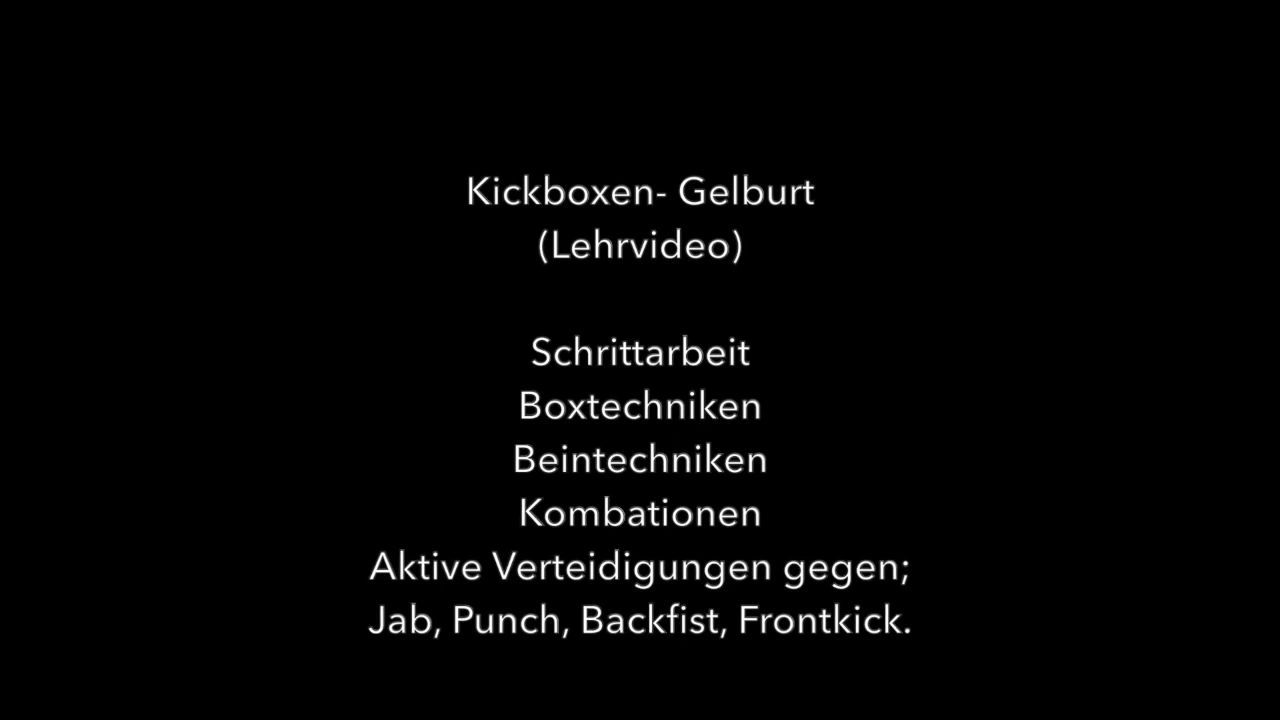 Kickboxen- Gelburt
(Lehrvideo)
Schrittarbeit
Boxtechniken
Beintechniken
Kombationen
Aktive Verteidigungen gegen;
Jab, Punch, Backfist, Frontkick.